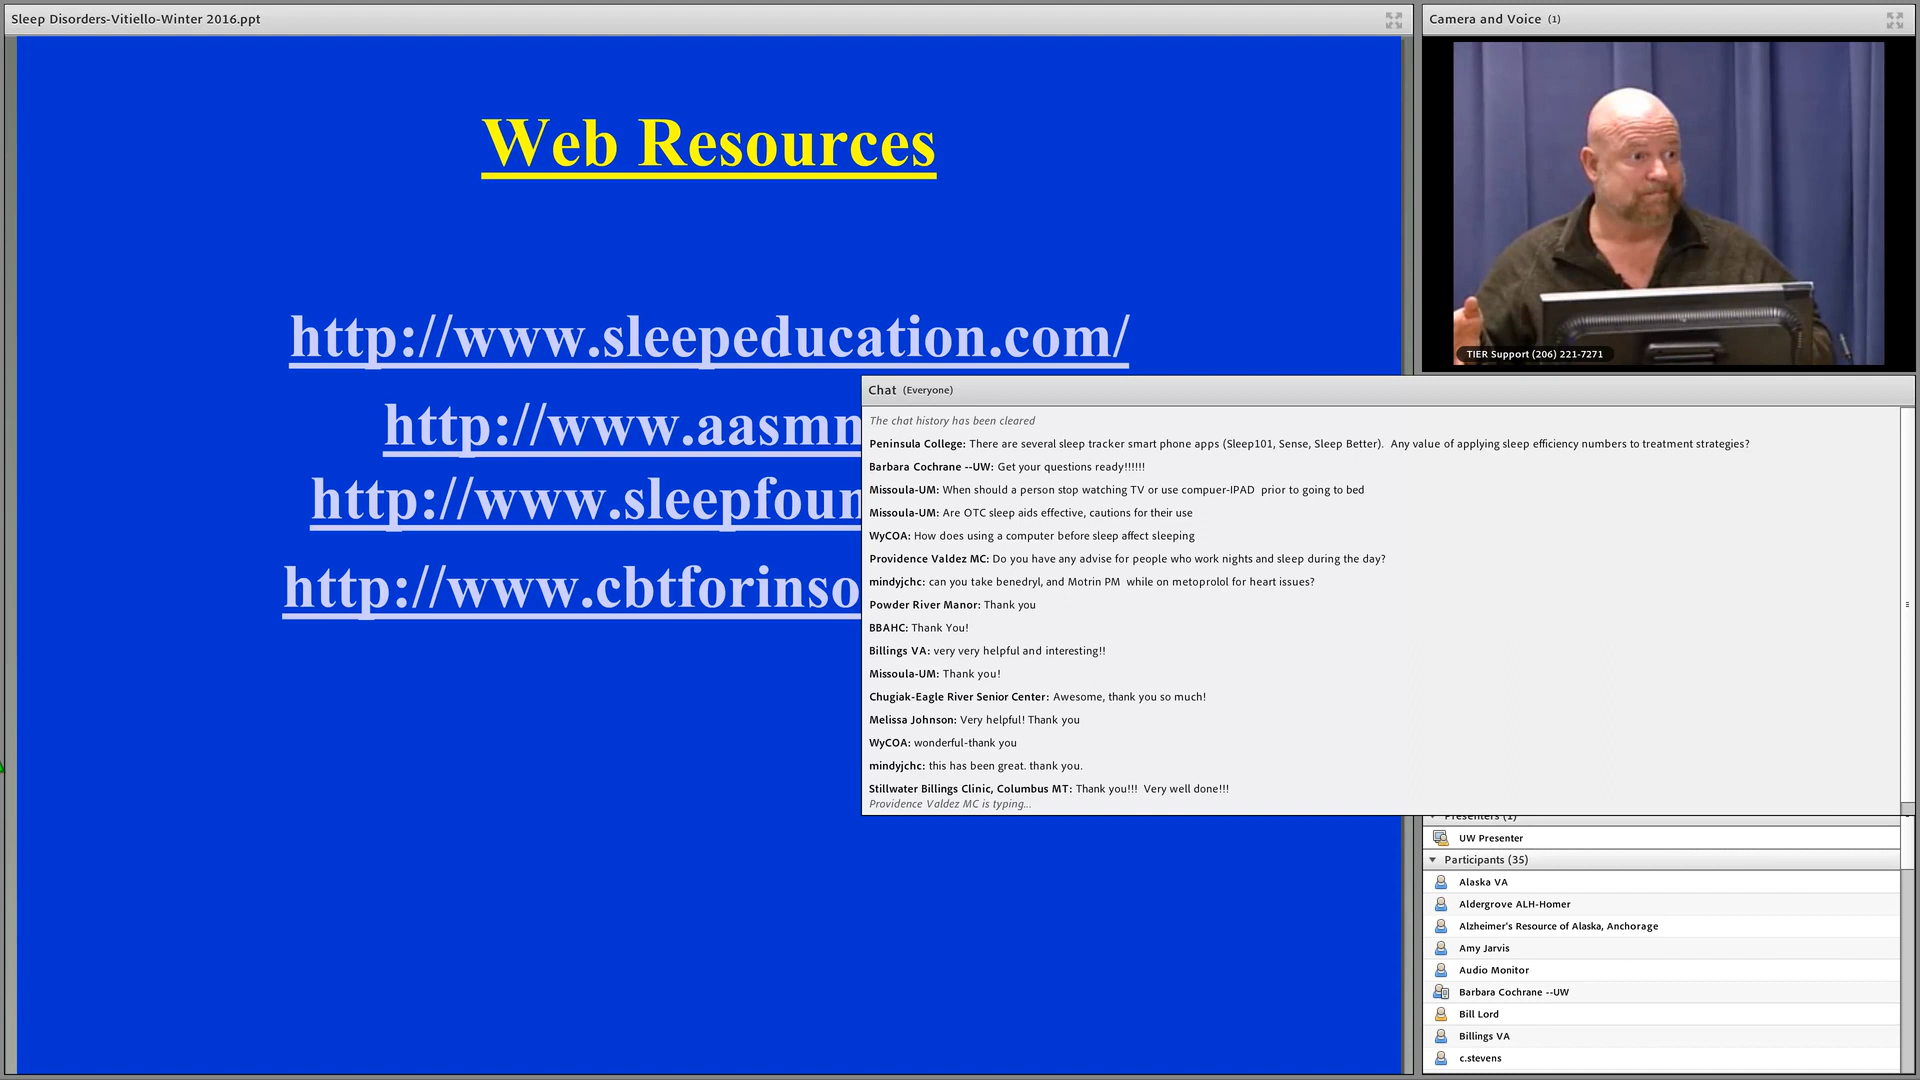 Sleep Disorders-Vitiello-Winter 2016.ppt
Web Resources
http://www.sleepeducation.com/
http://www.aasm
http://www.sleepfoun
http://www.cbtforinso
Camera and Voice (1)
TIER Support (206) 221-7271
Chat (Everyone)
The chat history has been cleared
Peninsula College: There are several sleep tracker smart phone apps (Sleep101, Sense, Sleep Better). Any value of applying sleep efficiency numbers to treatment strategies?
Barbara Cochrane --UW: Get your questions ready!!!!!!
Missoula-UM: When should a person stop watching TV or use compuer-IPAD prior to going to bed
Missoula-UM: Are OTC sleep aids effective, cautions for their use
WyCOA: How does using a computer before sleep affect sleeping
Providence Valdez MC: Do you have any advise for people who work nights and sleep during the day?
mindyjchc: can you take benedryl, and Motrin PM while on metoprolol for heart issues?
Powder River Manor: Thank you
BBAHC: Thank You!
Billings VA: very very helpful and interesting!!
Missoula-UM: Thank you!
Chugiak-Eagle River Senior Center: Awesome, thank you so much!
Melissa Johnson: Very helpful! Thank you
WyCOA: wonderful-thank you
mindyjchc: this has been great. thank you.
Stillwater Billings Clinic, Columbus MT: Thank you!!! Very well done!!!
Providence Valdez MC is typing...
Presenters (1)
UW Presenter
Participants (35)
Alaska VA
Aldergrove ALH-Homer
Alzheimer's Resource of Alaska, Anchorage
Amy Jarvis
Audio Monitor
Barbara Cochrane --UW
Bill Lord
Billings VA
c.stevens